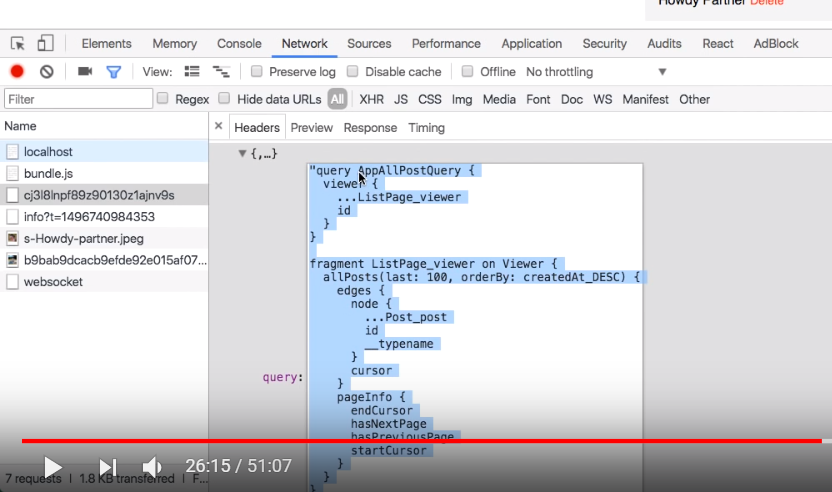 Howdy Partner Delete
Elements Memory Console Network Sources Performance Application Security Audits React AdBlock
View: Preserve log Disable cache Offline No throttling
Filter Regex Hide data URLs All XHR JS CSS Img Media Font Doc WS Manifest Other
Name
localhost
bundle.js
cj3l8lnpf89z90130z1ajnv9s
info?t=1496740984353
s-Howdy-partner.jpeg
b9bab9dcacb9efde92e015af07...
websocket
7 requests | 1.8 KB transferred | F...
× Headers Preview Response Timing
▼ {,…}
query:
"query AppAllPostQuery {
viewer {
...ListPage_viewer
id
}
}
fragment ListPage_viewer on Viewer {
allPosts(last: 100, orderBy: createdAt_DESC) {
edges {
node {
...Post_post
id
__typename
}
cursor
}
pageInfo {
endCursor
hasNextPage
hasPreviousPage
startCursor
}
}
}
26:15 / 51:07